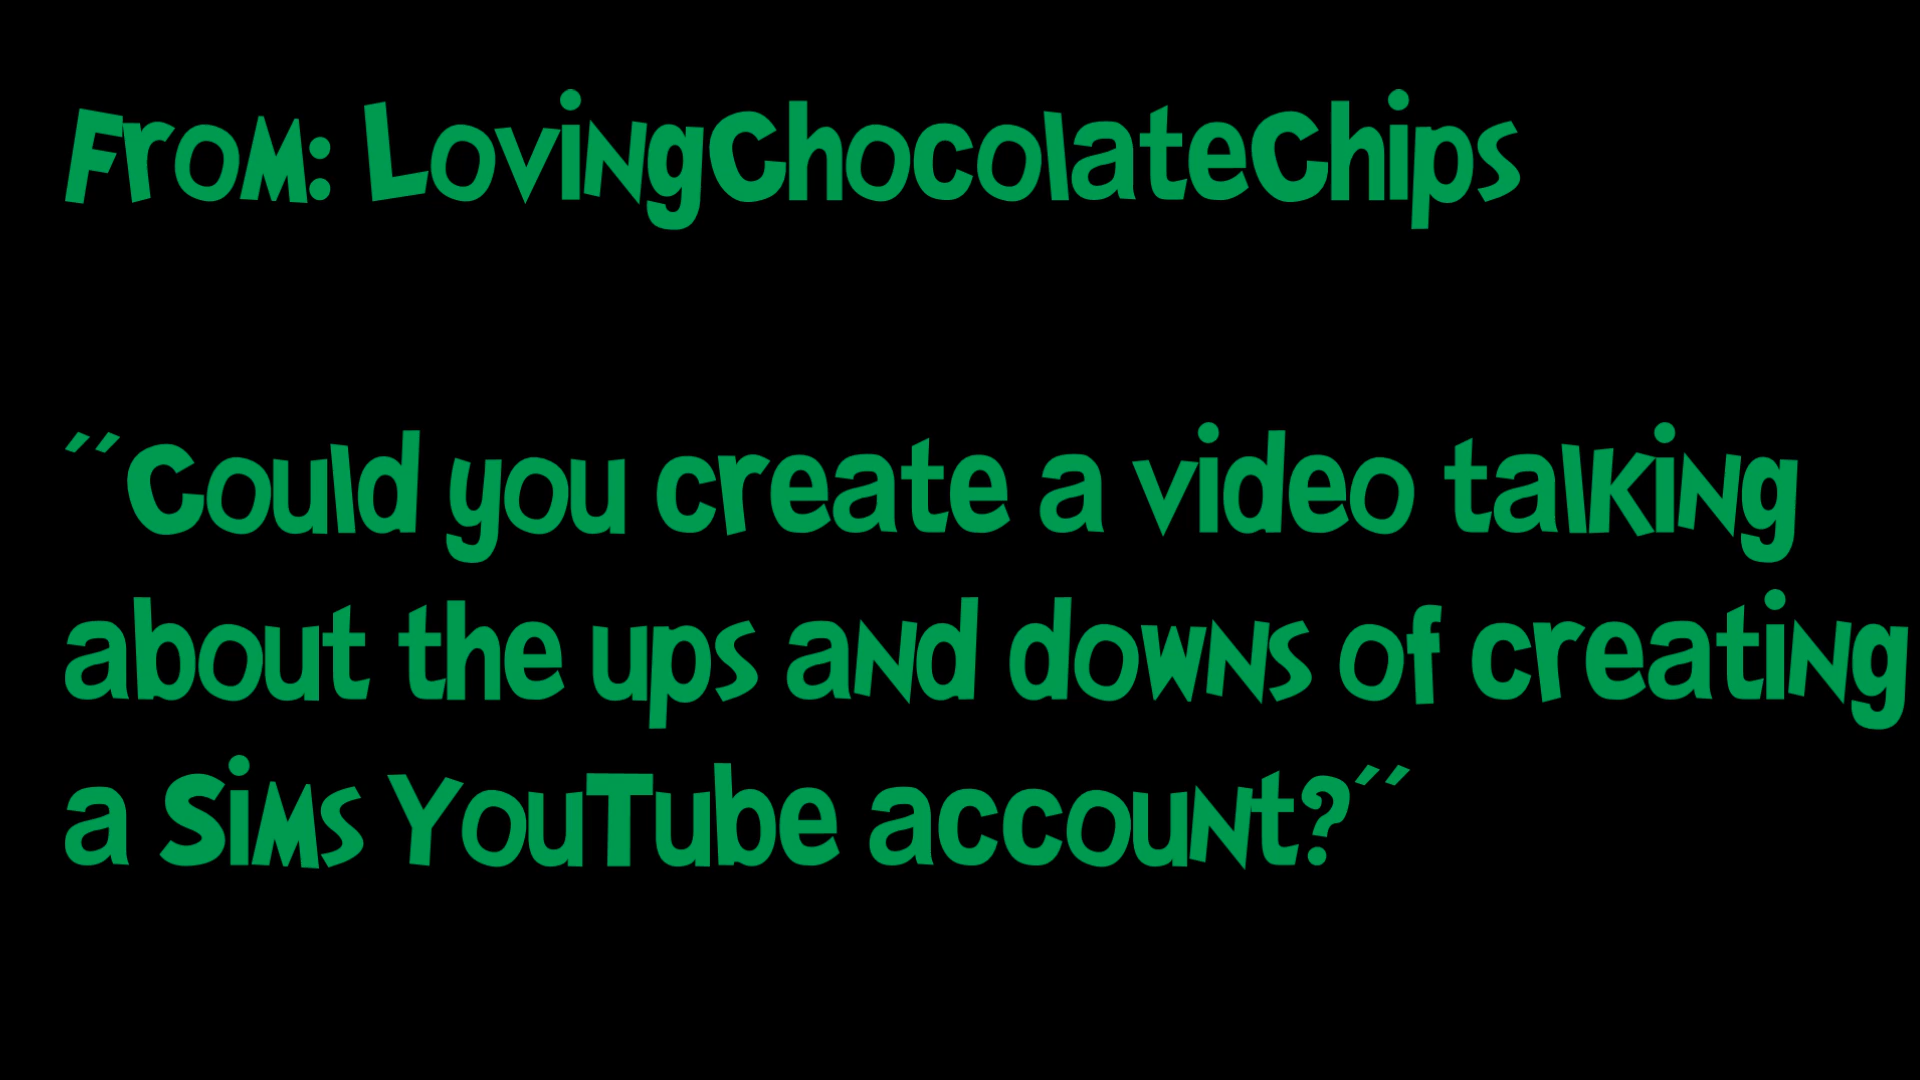 From: LovingChocolateChips
"Could you create a video talking
about the ups and downs of creating
a Sims YouTube account?"